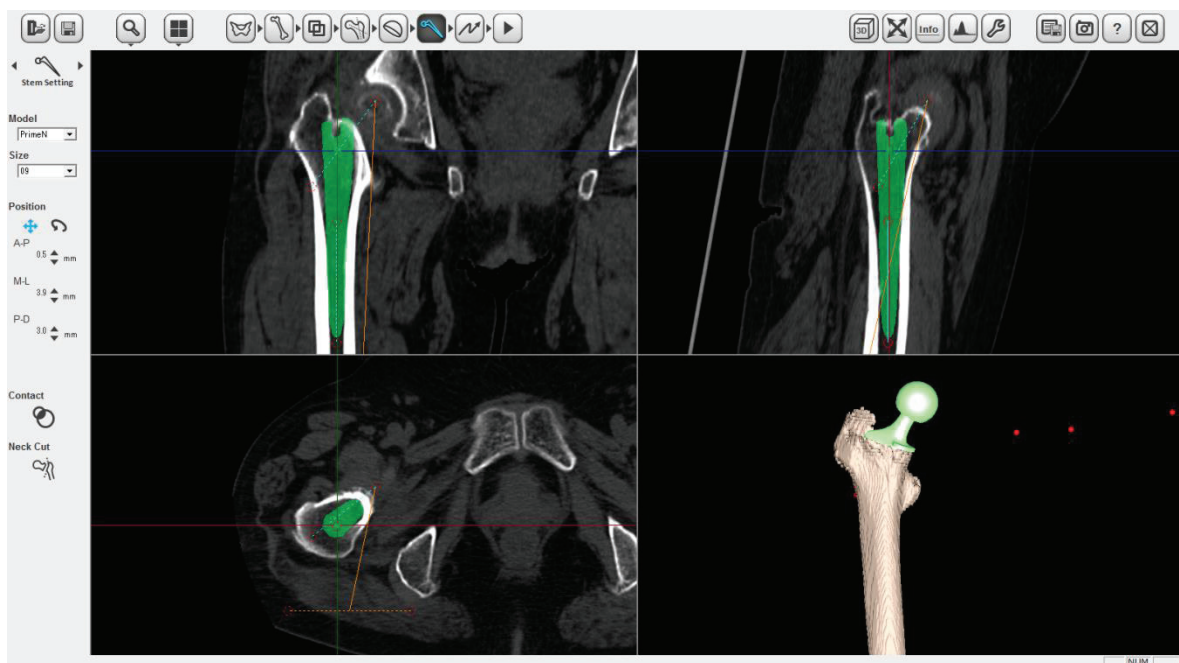 3D
Info
?
Stem Setting
Model
PrimeN
Size
09
Position
A-P
0.5 mm
M-L
3.9 mm
P-D
3.0 mm
Contact
Neck Cut
NUM